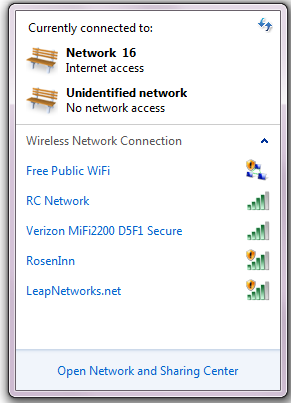 Currently connected to:
Network 16
Internet access
Unidentified network
No network access
Wireless Network Connection
Free Public WiFi
RC Network
Verizon MiFi2200 D5F1 Secure
RosenInn
LeapNetworks.net
Open Network and Sharing Center